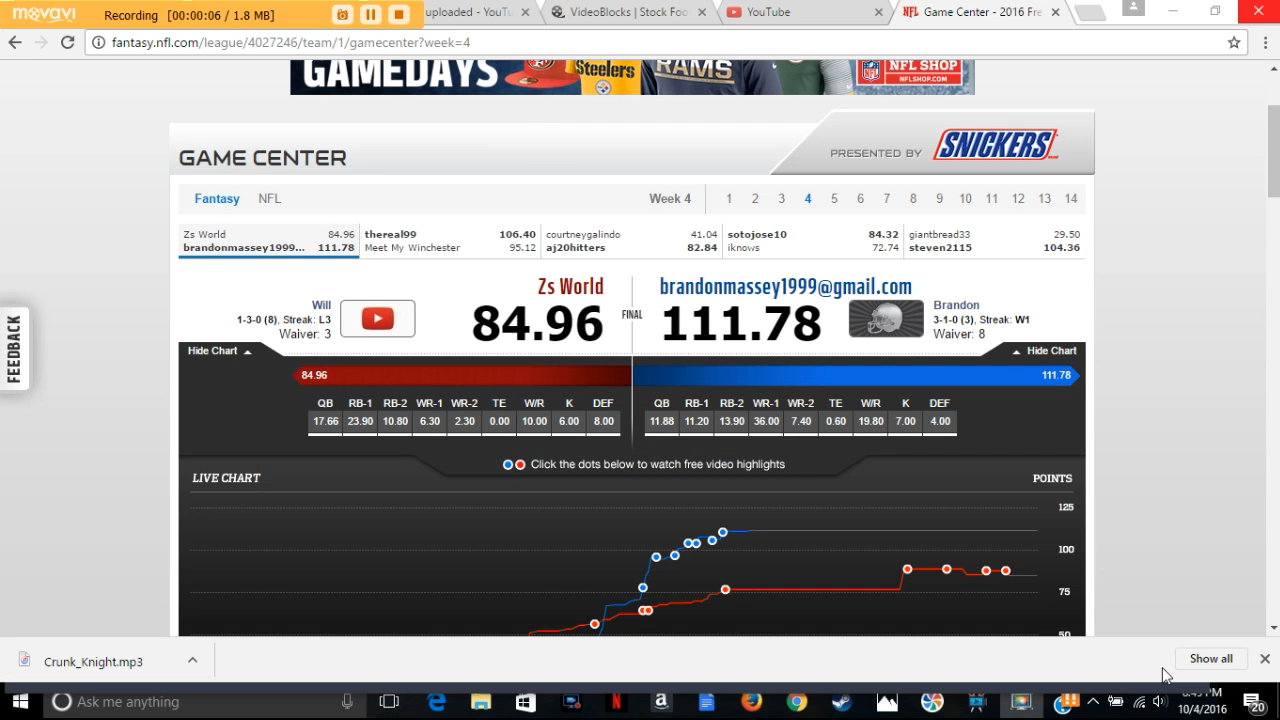 movavi Recording [00:00:06 / 1.8 MB] uploaded - YouTu VideoBlocks | Stock Foo YouTube NFL Game Center - 2016 Fre
fantasy.nfl.com/league/4027246/team/1/gamecenter?week=4
GAMEDAYS Steelers RAMS NFL NFL SHOP
NFLSHOP.COM
GAME CENTER PRESENTED BY SNICKERS
Fantasy NFL Week 4 1 2 3 4 5 6 7 8 9 10 11 12 13 14
Zs World 84.96 thereal99 106.40 courtneygalindo 41.04 sotojose10 84.32 giantbread33 29.50
brandonmassey1999... 111.78 Meet My Winchester 95.12 aj20hitters 82.84 iknows 72.74 steven2115 104.36
Zs World brandonmassey1999@gmail.com
Will 84.96 FINAL 111.78 Brandon
1-3-0 (8), Streak: L3 3-1-0 (3), Streak: W1
Waiver: 3 Waiver: 8
Hide Chart Hide Chart
84.96 111.78
QB RB-1 RB-2 WR-1 WR-2 TE W/R K DEF QB RB-1 RB-2 WR-1 WR-2 TE W/R K DEF
17.66 23.90 10.80 6.30 2.30 0.00 10.00 6.00 8.00 11.88 11.20 13.90 36.00 7.40 0.60 19.80 7.00 4.00
Click the dots below to watch free video highlights
LIVE CHART POINTS
125
100
75
50
FEEDBACK
Crunk_Knight.mp3 Show all
Ask me anything
10/4/2016 20